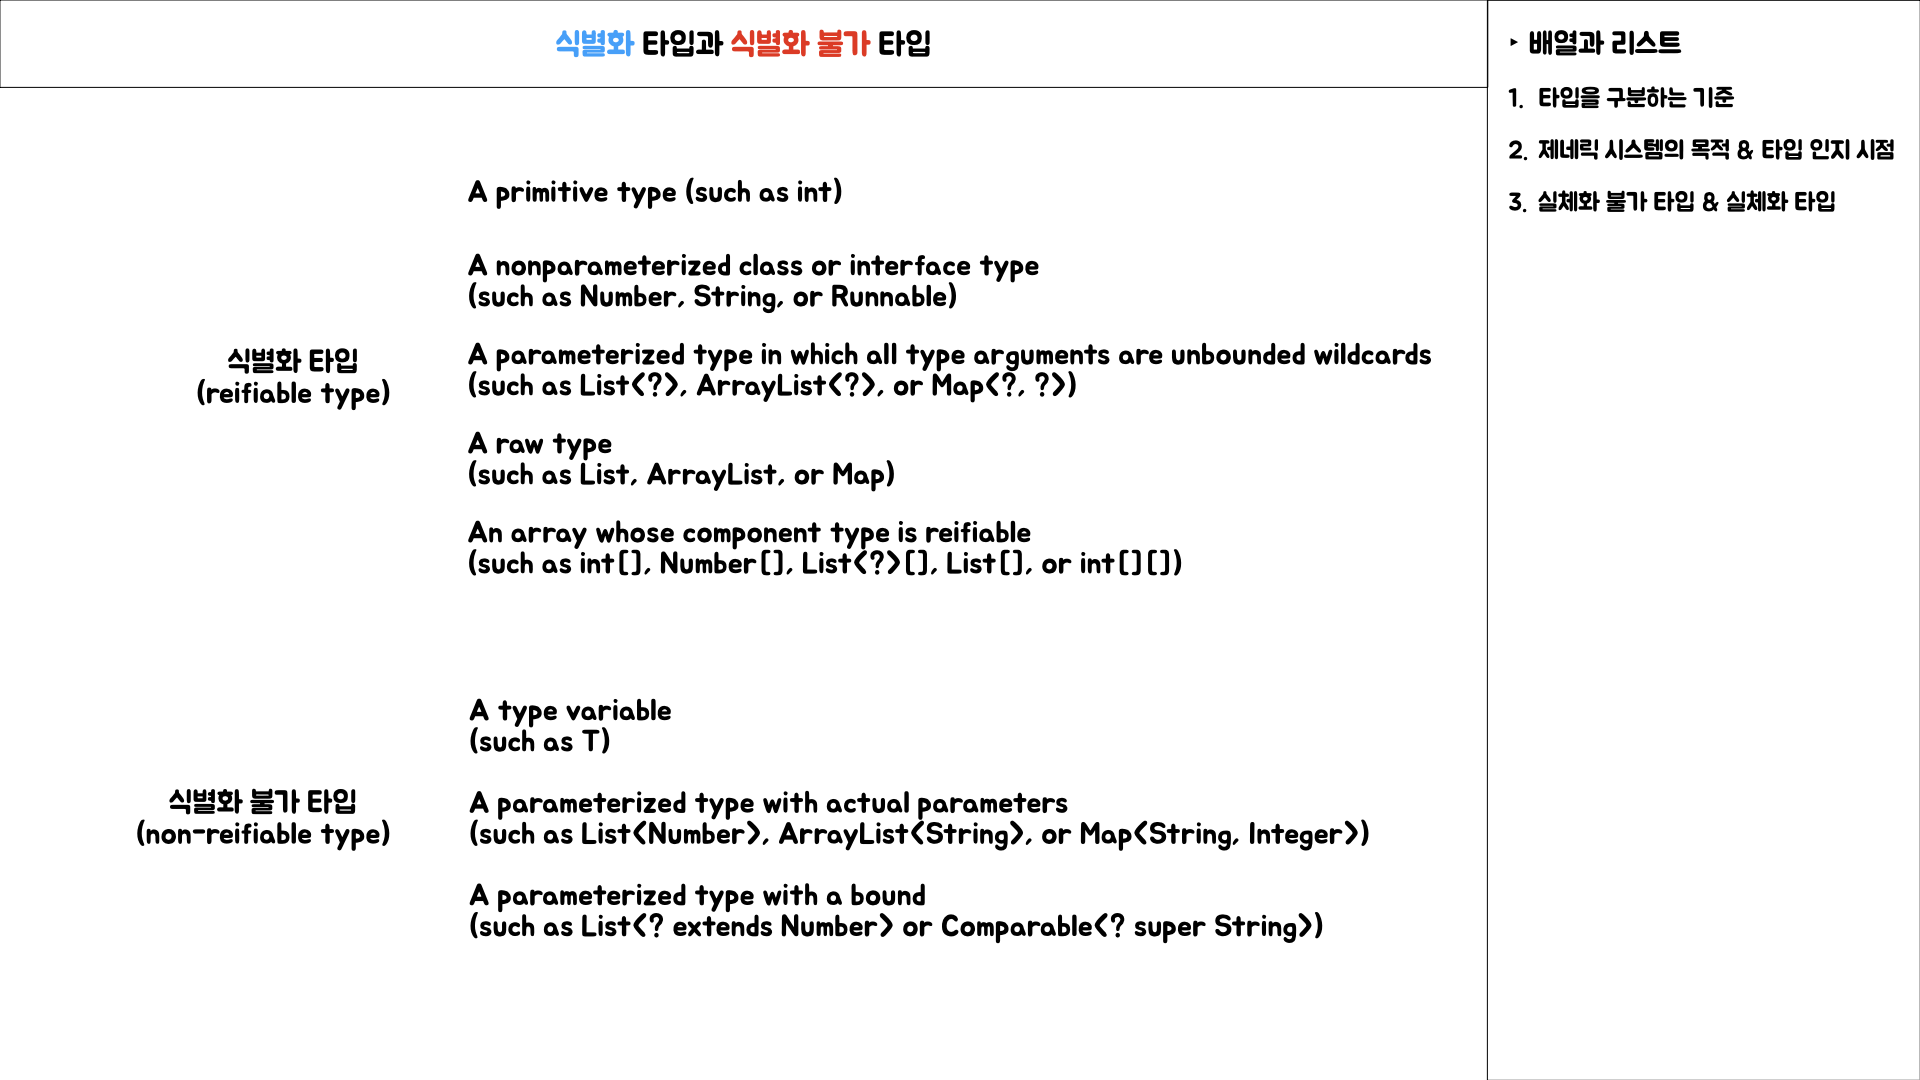 식별화 타입과 식별화 불가 타입
식별화 타입
(reifiable type)
A primitive type (such as int)
A nonparameterized class or interface type
(such as Number, String, or Runnable)
A parameterized type in which all type arguments are unbounded wildcards
(such as List<?>, ArrayList<?>, or Map<?, ?>)
A raw type
(such as List, ArrayList, or Map)
An array whose component type is reifiable
(such as int[], Number[], List<?>[], List[], or int[][])
식별화 불가 타입
(non-reifiable type)
A type variable
(such as T)
A parameterized type with actual parameters
(such as List<Number>, ArrayList<String>, or Map<String, Integer>)
A parameterized type with a bound
(such as List<? extends Number> or Comparable<? super String>)
‣ 배열과 리스트
1. 타입을 구분하는 기준
2. 제네릭 시스템의 목적 & 타입 인지 시점
3. 실체화 불가 타입 & 실체화 타입